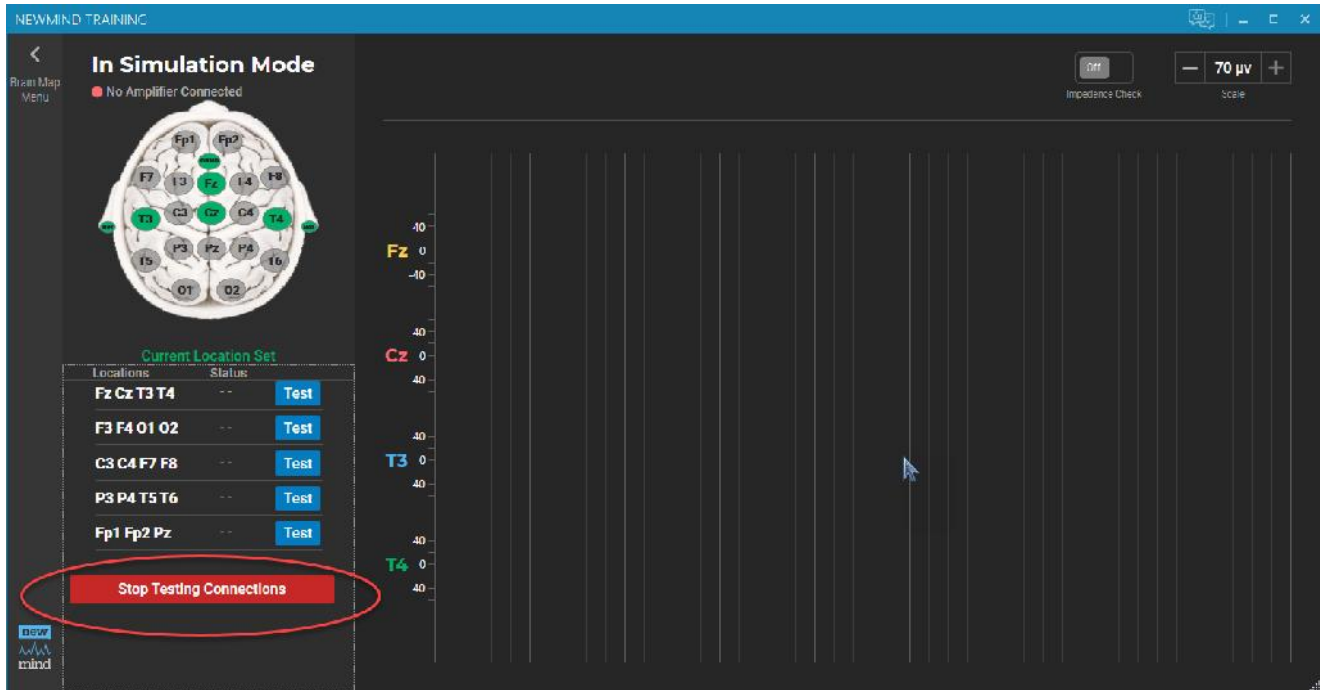 NEWMIND TRAINING
Brain Map
Menu
In Simulation Mode
No Amplifier Connected
Fp1 Fp2
F7 F3 Fz F4 F8
T3 C3 Cz C4 T4
T5 P3 Pz P4 T6
O1 O2
Current Location Set
Locations Status
Fz Cz T3 T4 -- Test
F3 F4 O1 O2 -- Test
C3 C4 F7 F8 -- Test
P3 P4 T5 T6 -- Test
Fp1 Fp2 Pz -- Test
Stop Testing Connections
new
mind
Off
Impedance Check
70 µv
Scale
40
Fz 0
-40
40
Cz 0
40
40
T3 0
40
40
T4 0
40